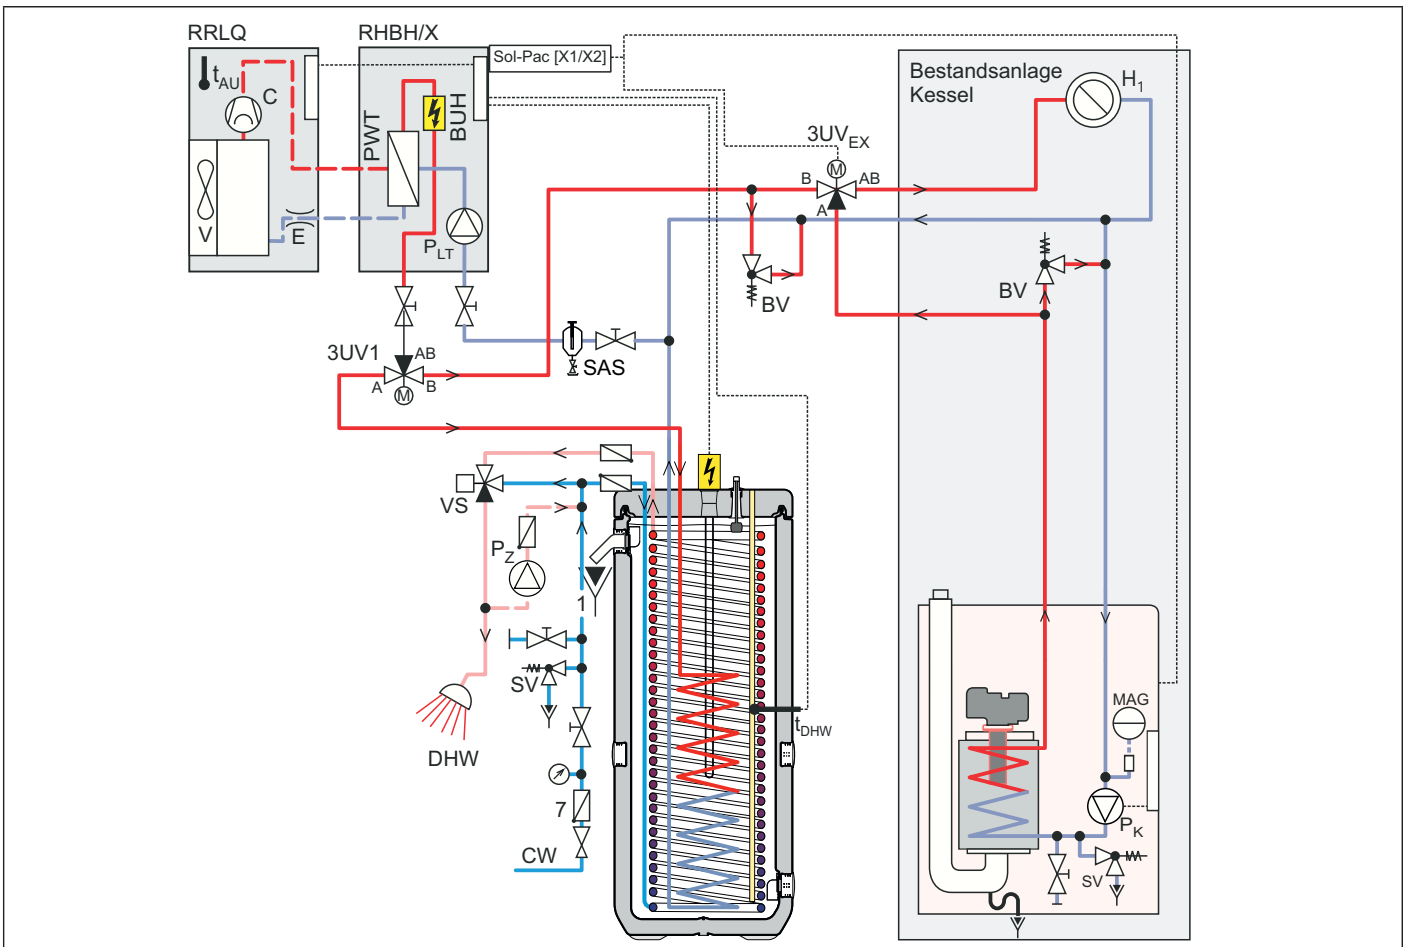 RRLQ
RHBH/X
Sol-Pac [X1/X2]
tAU
C
PWT
BUH
V
E
PLT
Bestandsanlage
Kessel
H1
3UVEX
M
B
AB
A
BV
BV
3UV1
AB
A
B
M
SAS
VS
PZ
1
SV
DHW
tDHW
7
CW
MAG
PK
SV